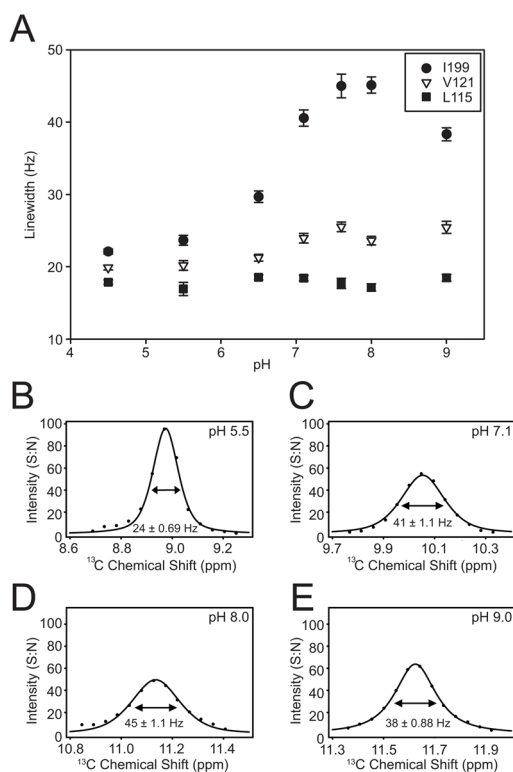 A
I199
V121
L115
Linewidth (Hz)
50
40
30
20
10
4 5 6 7 8 9
pH
B
pH 5.5
Intensity (S:N)
100
80
60
40
20
0
24 ± 0.69 Hz
8.6 8.8 9.0 9.2
13C Chemical Shift (ppm)
C
pH 7.1
Intensity (S:N)
100
80
60
40
20
0
41 ± 1.1 Hz
9.7 9.9 10.1 10.3
13C Chemical Shift (ppm)
D
pH 8.0
Intensity (S:N)
100
80
60
40
20
0
45 ± 1.1 Hz
10.8 11.0 11.2 11.4
13C Chemical Shift (ppm)
E
pH 9.0
Intensity (S:N)
100
80
60
40
20
0
38 ± 0.88 Hz
11.3 11.5 11.7 11.9
13C Chemical Shift (ppm)